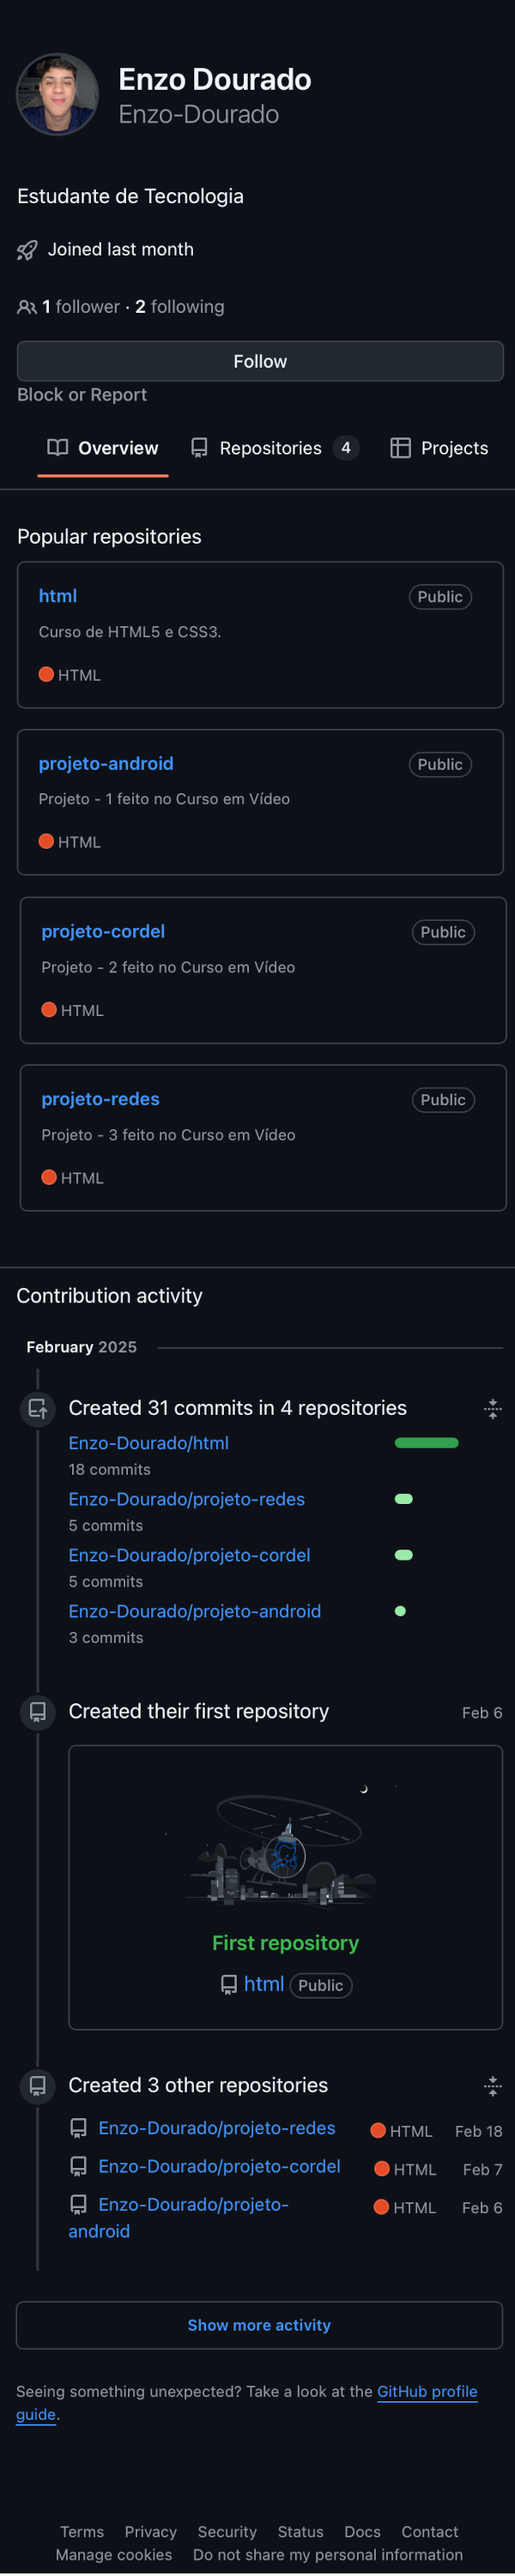 Enzo Dourado
Enzo-Dourado
Estudante de Tecnologia
Joined last month
1 follower · 2 following
Follow
Block or Report
Overview Repositories 4 Projects
Popular repositories
html Public
Curso de HTML5 e CSS3.
HTML
projeto-android Public
Projeto - 1 feito no Curso em Vídeo
HTML
projeto-cordel Public
Projeto - 2 feito no Curso em Vídeo
HTML
projeto-redes Public
Projeto - 3 feito no Curso em Vídeo
HTML
Contribution activity
February 2025
Created 31 commits in 4 repositories
Enzo-Dourado/html
18 commits
Enzo-Dourado/projeto-redes
5 commits
Enzo-Dourado/projeto-cordel
5 commits
Enzo-Dourado/projeto-android
3 commits
Created their first repository Feb 6
First repository
html Public
Created 3 other repositories
Enzo-Dourado/projeto-redes HTML Feb 18
Enzo-Dourado/projeto-cordel HTML Feb 7
Enzo-Dourado/projeto- HTML Feb 6
android
Show more activity
Seeing something unexpected? Take a look at the GitHub profile
guide.
Terms Privacy Security Status Docs Contact
Manage cookies Do not share my personal information